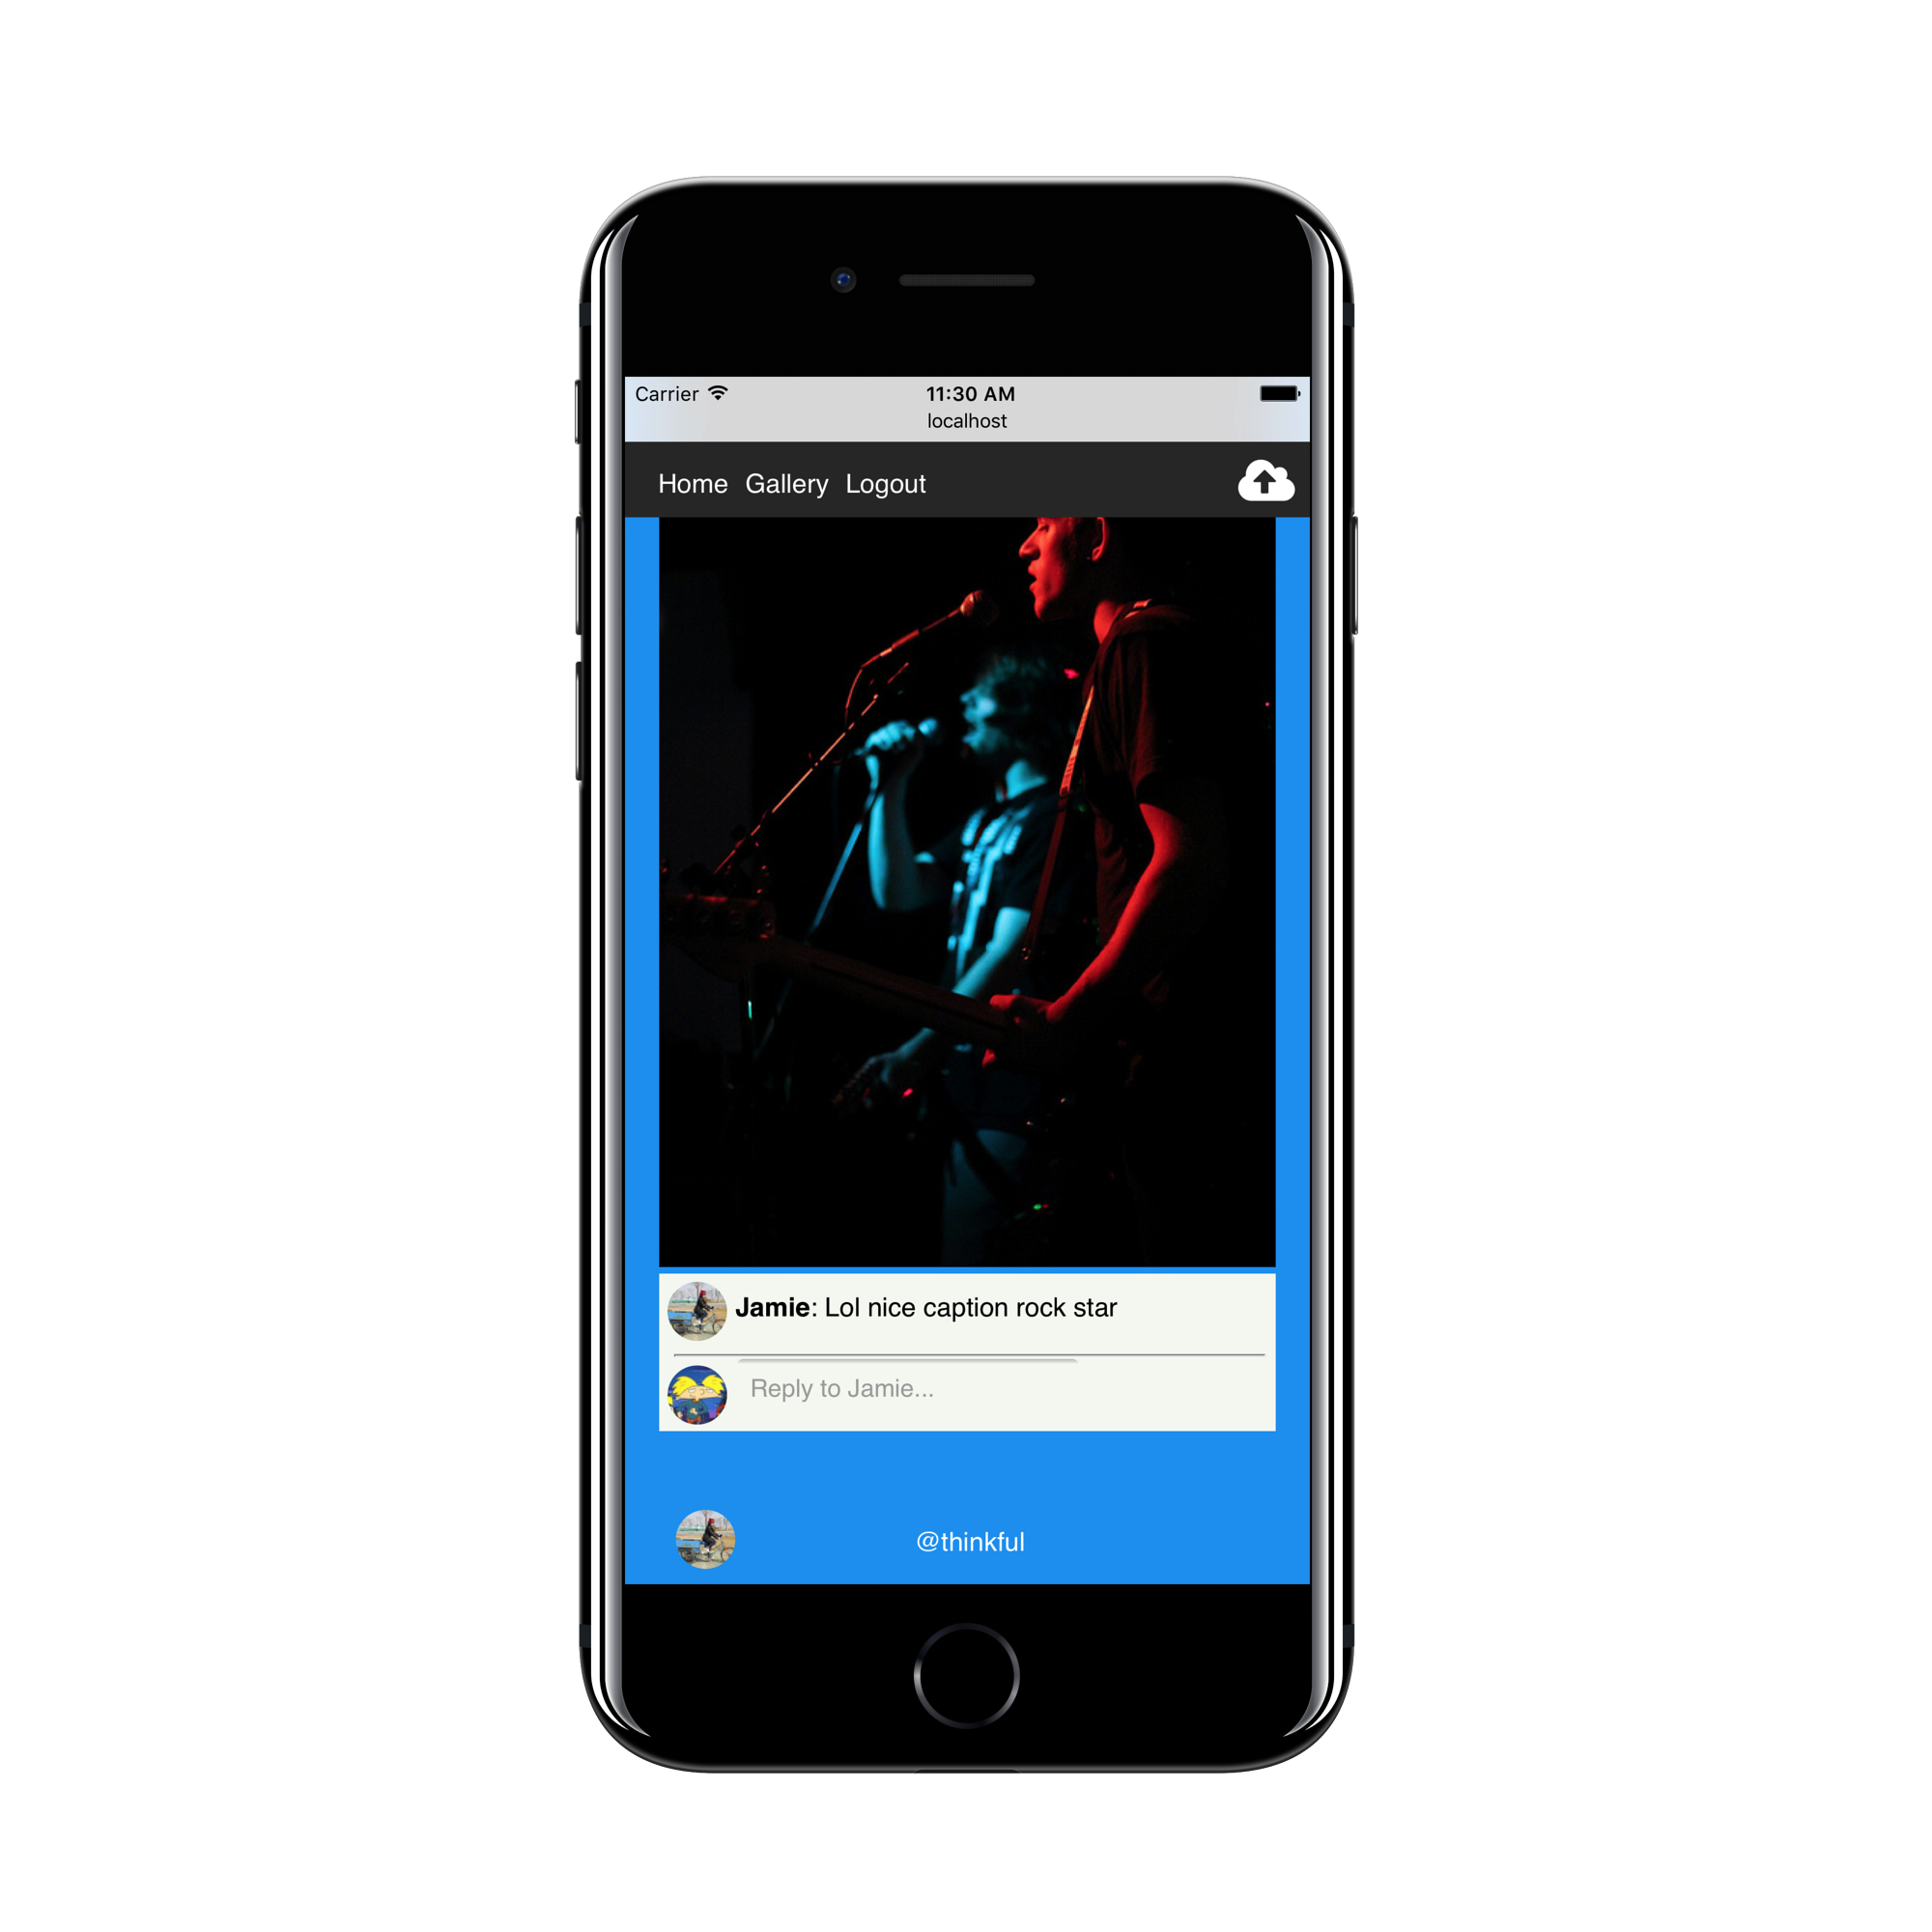 Carrier 11:30 AM
localhost
Home Gallery Logout
Jamie: Lol nice caption rock star
Reply to Jamie...
@thinkful